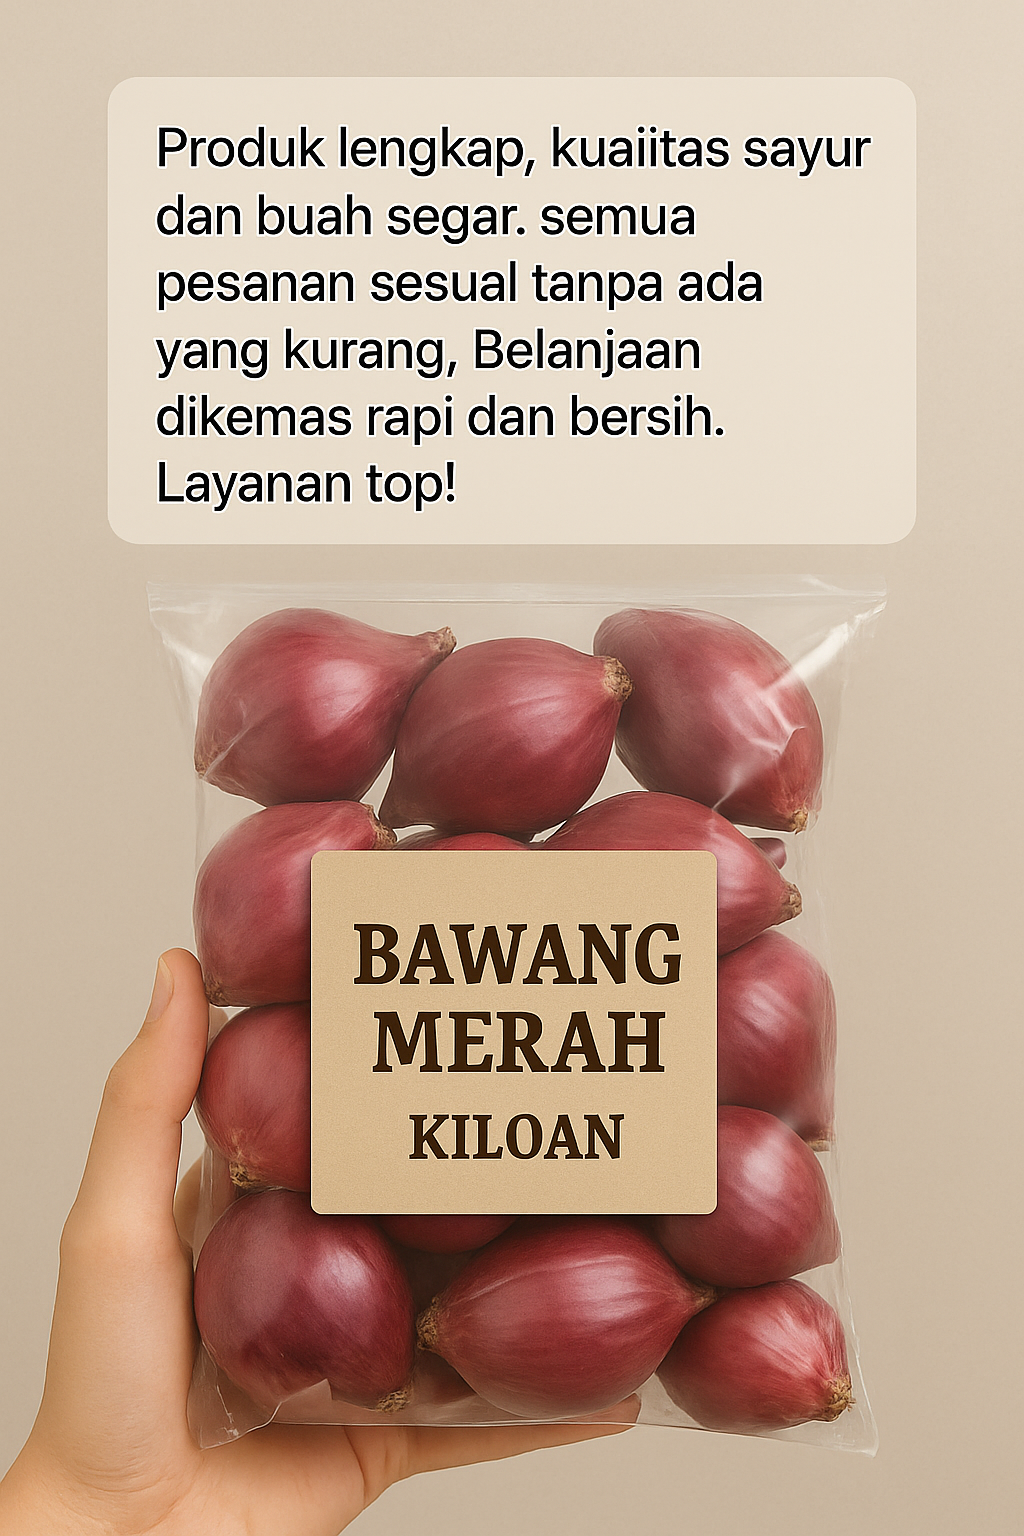 Produk lengkap, kuaiitas sayur
dan buah segar. semua
pesanan sesual tanpa ada
yang kurang, Belanjaan
dikemas rapi dan bersih.
Layanan top!
BAWANG
MERAH
KILOAN